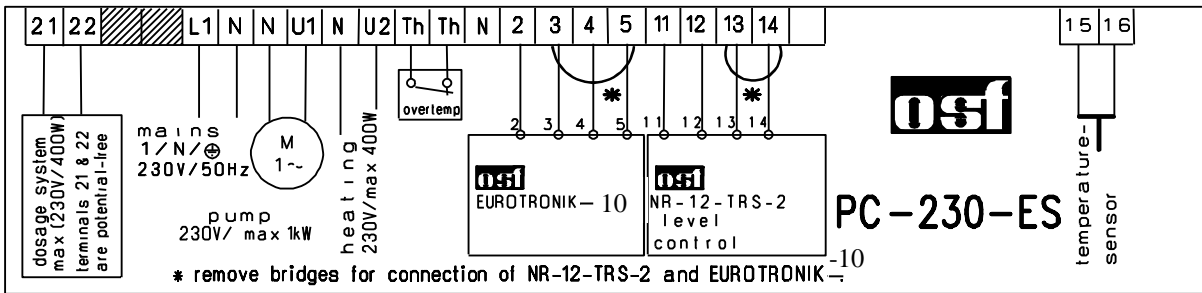 21 22 L1 N N U1 N U2 Th Th N 2 3 4 5 11 12 13 14 15 16
overtemp
* *
2 3 4 5 11 12 13 14
dosage system
max (230V/400W)
terminals 21 & 22
are potential-free
mains
1/N/⏚
230V/50Hz
M
1~
pump
230V/ max 1kW
heating
230V/max 400W
osf
EUROTRONIK- 10
osf
NR-12-TRS-2
level
control
osf
PC-230-ES
temperature-
sensor
* remove bridges for connection of NR-12-TRS-2 and EUROTRONIK-10.